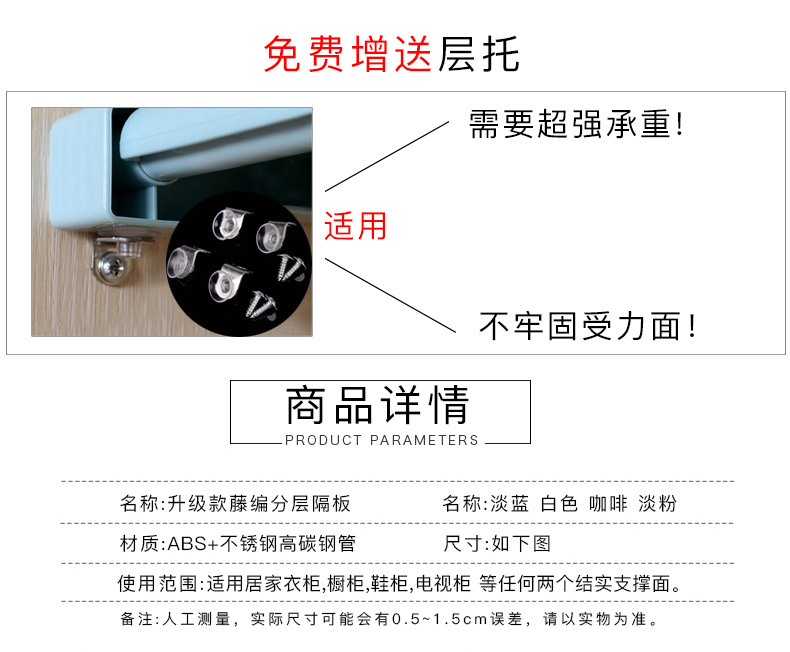 免费增送层托
需要超强承重!
适用
不牢固受力面!
商品详情
PRODUCT PARAMETERS
名称:升级款藤编分层隔板 名称:淡蓝 白色 咖啡 淡粉
材质:ABS+不锈钢高碳钢管 尺寸:如下图
使用范围:适用居家衣柜,橱柜,鞋柜,电视柜 等任何两个结实支撑面。
备注:人工测量，实际尺寸可能会有0.5~1.5cm误差，请以实物为准。